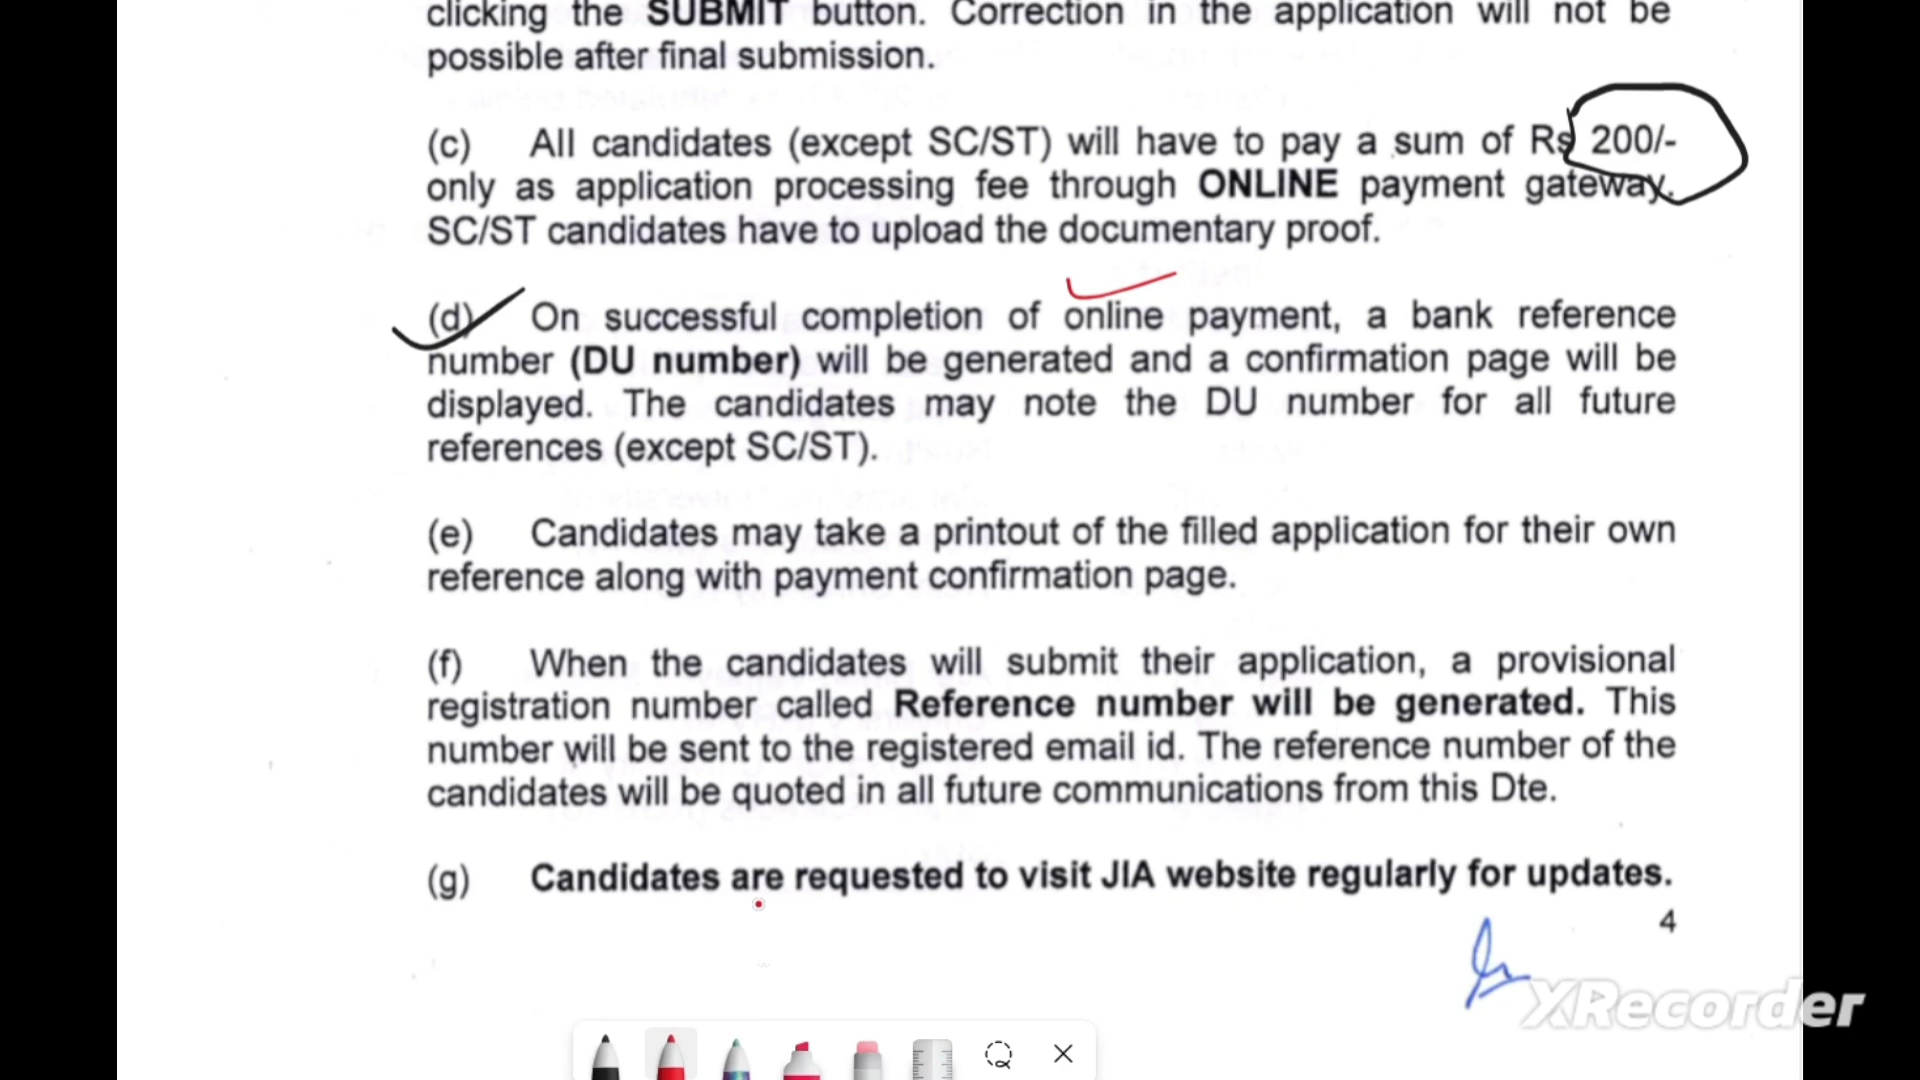 clicking the SUBMIT button. Correction in the application will not be
possible after final submission.
(c) All candidates (except SC/ST) will have to pay a sum of Rs 200/-
only as application processing fee through ONLINE payment gateway.
SC/ST candidates have to upload the documentary proof.
(d) On successful completion of online payment, a bank reference
number (DU number) will be generated and a confirmation page will be
displayed. The candidates may note the DU number for all future
references (except SC/ST).
(e) Candidates may take a printout of the filled application for their own
reference along with payment confirmation page.
(f) When the candidates will submit their application, a provisional
registration number called Reference number will be generated. This
number will be sent to the registered email id. The reference number of the
candidates will be quoted in all future communications from this Dte.
(g) Candidates are requested to visit JIA website regularly for updates.
4
XRecorder